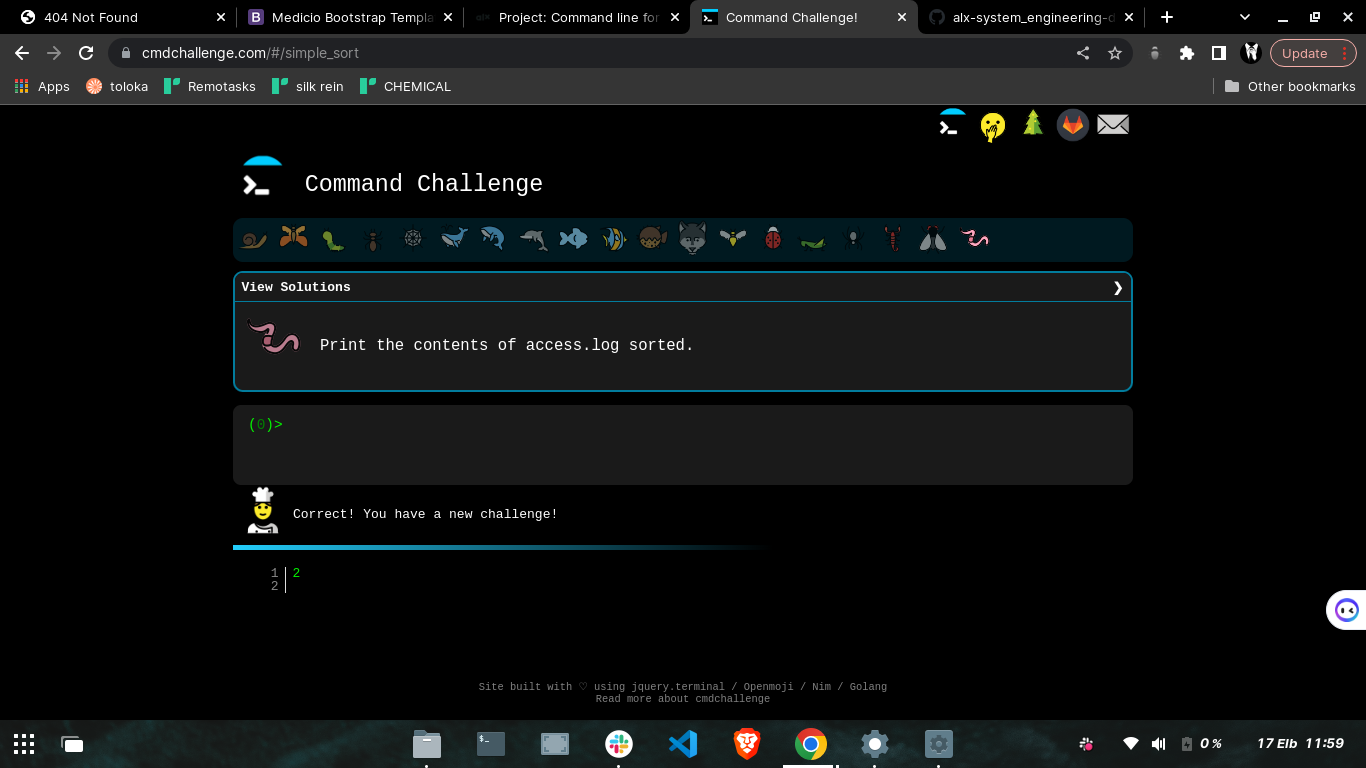 404 Not Found
Medicio Bootstrap Templa
Project: Command line for
Command Challenge!
alx-system_engineering-d
cmdchallenge.com/#/simple_sort
Update
Apps
toloka
Remotasks
silk rein
CHEMICAL
Other bookmarks
Command Challenge
View Solutions
Print the contents of access.log sorted.
(0)>
Correct! You have a new challenge!
1 2
2
Site built with ♡ using jquery.terminal / Openmoji / Nim / Golang
Read more about cmdchallenge
0 %
17 Elb 11:59